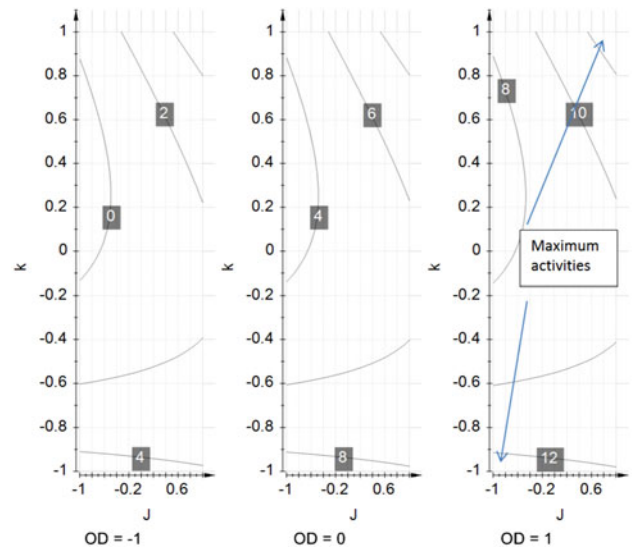 1 1 1
0.8 0.8 0.8 8
0.6 2 0.6 6 0.6 10
0.4 0.4 0.4
0.2 0 0.2 4 0.2
k 0 k 0 k 0 Maximum
activities
-0.2 -0.2 -0.2
-0.4 -0.4 -0.4
-0.6 -0.6 -0.6
-0.8 -0.8 -0.8
-1 4 -1 8 -1 12
-1 -0.2 0.6 -1 -0.2 0.6 -1 -0.2 0.6
J J J
OD = -1 OD = 0 OD = 1